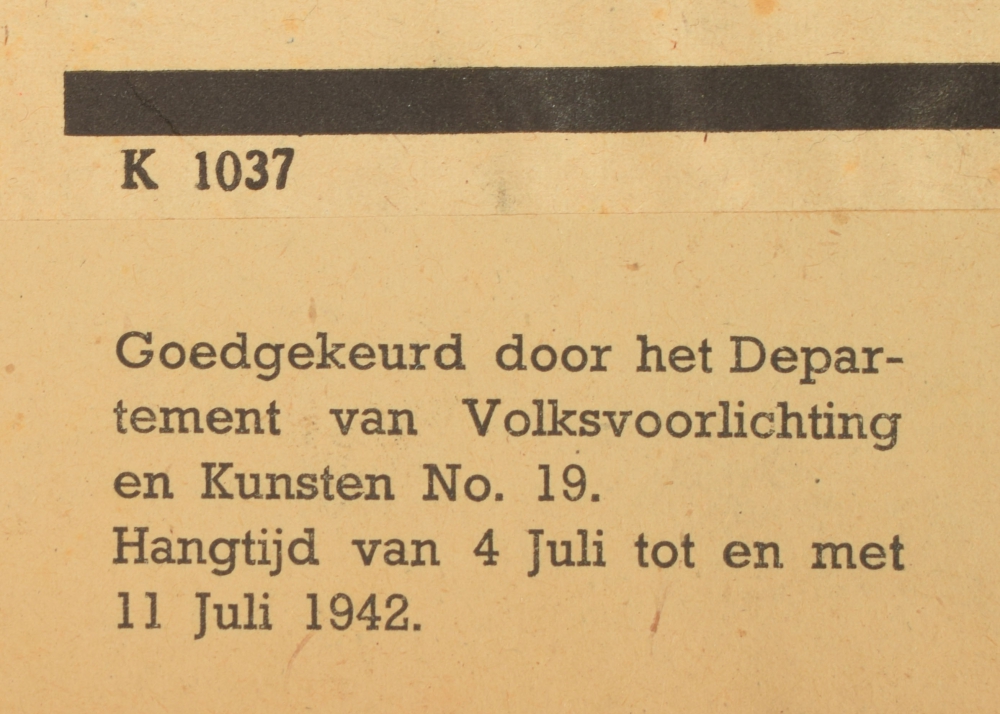 K 1037
Goedgekeurd door het Depar-
tement van Volksvoorlichting
en Kunsten No. 19.
Hangtijd van 4 Juli tot en met
11 Juli 1942.